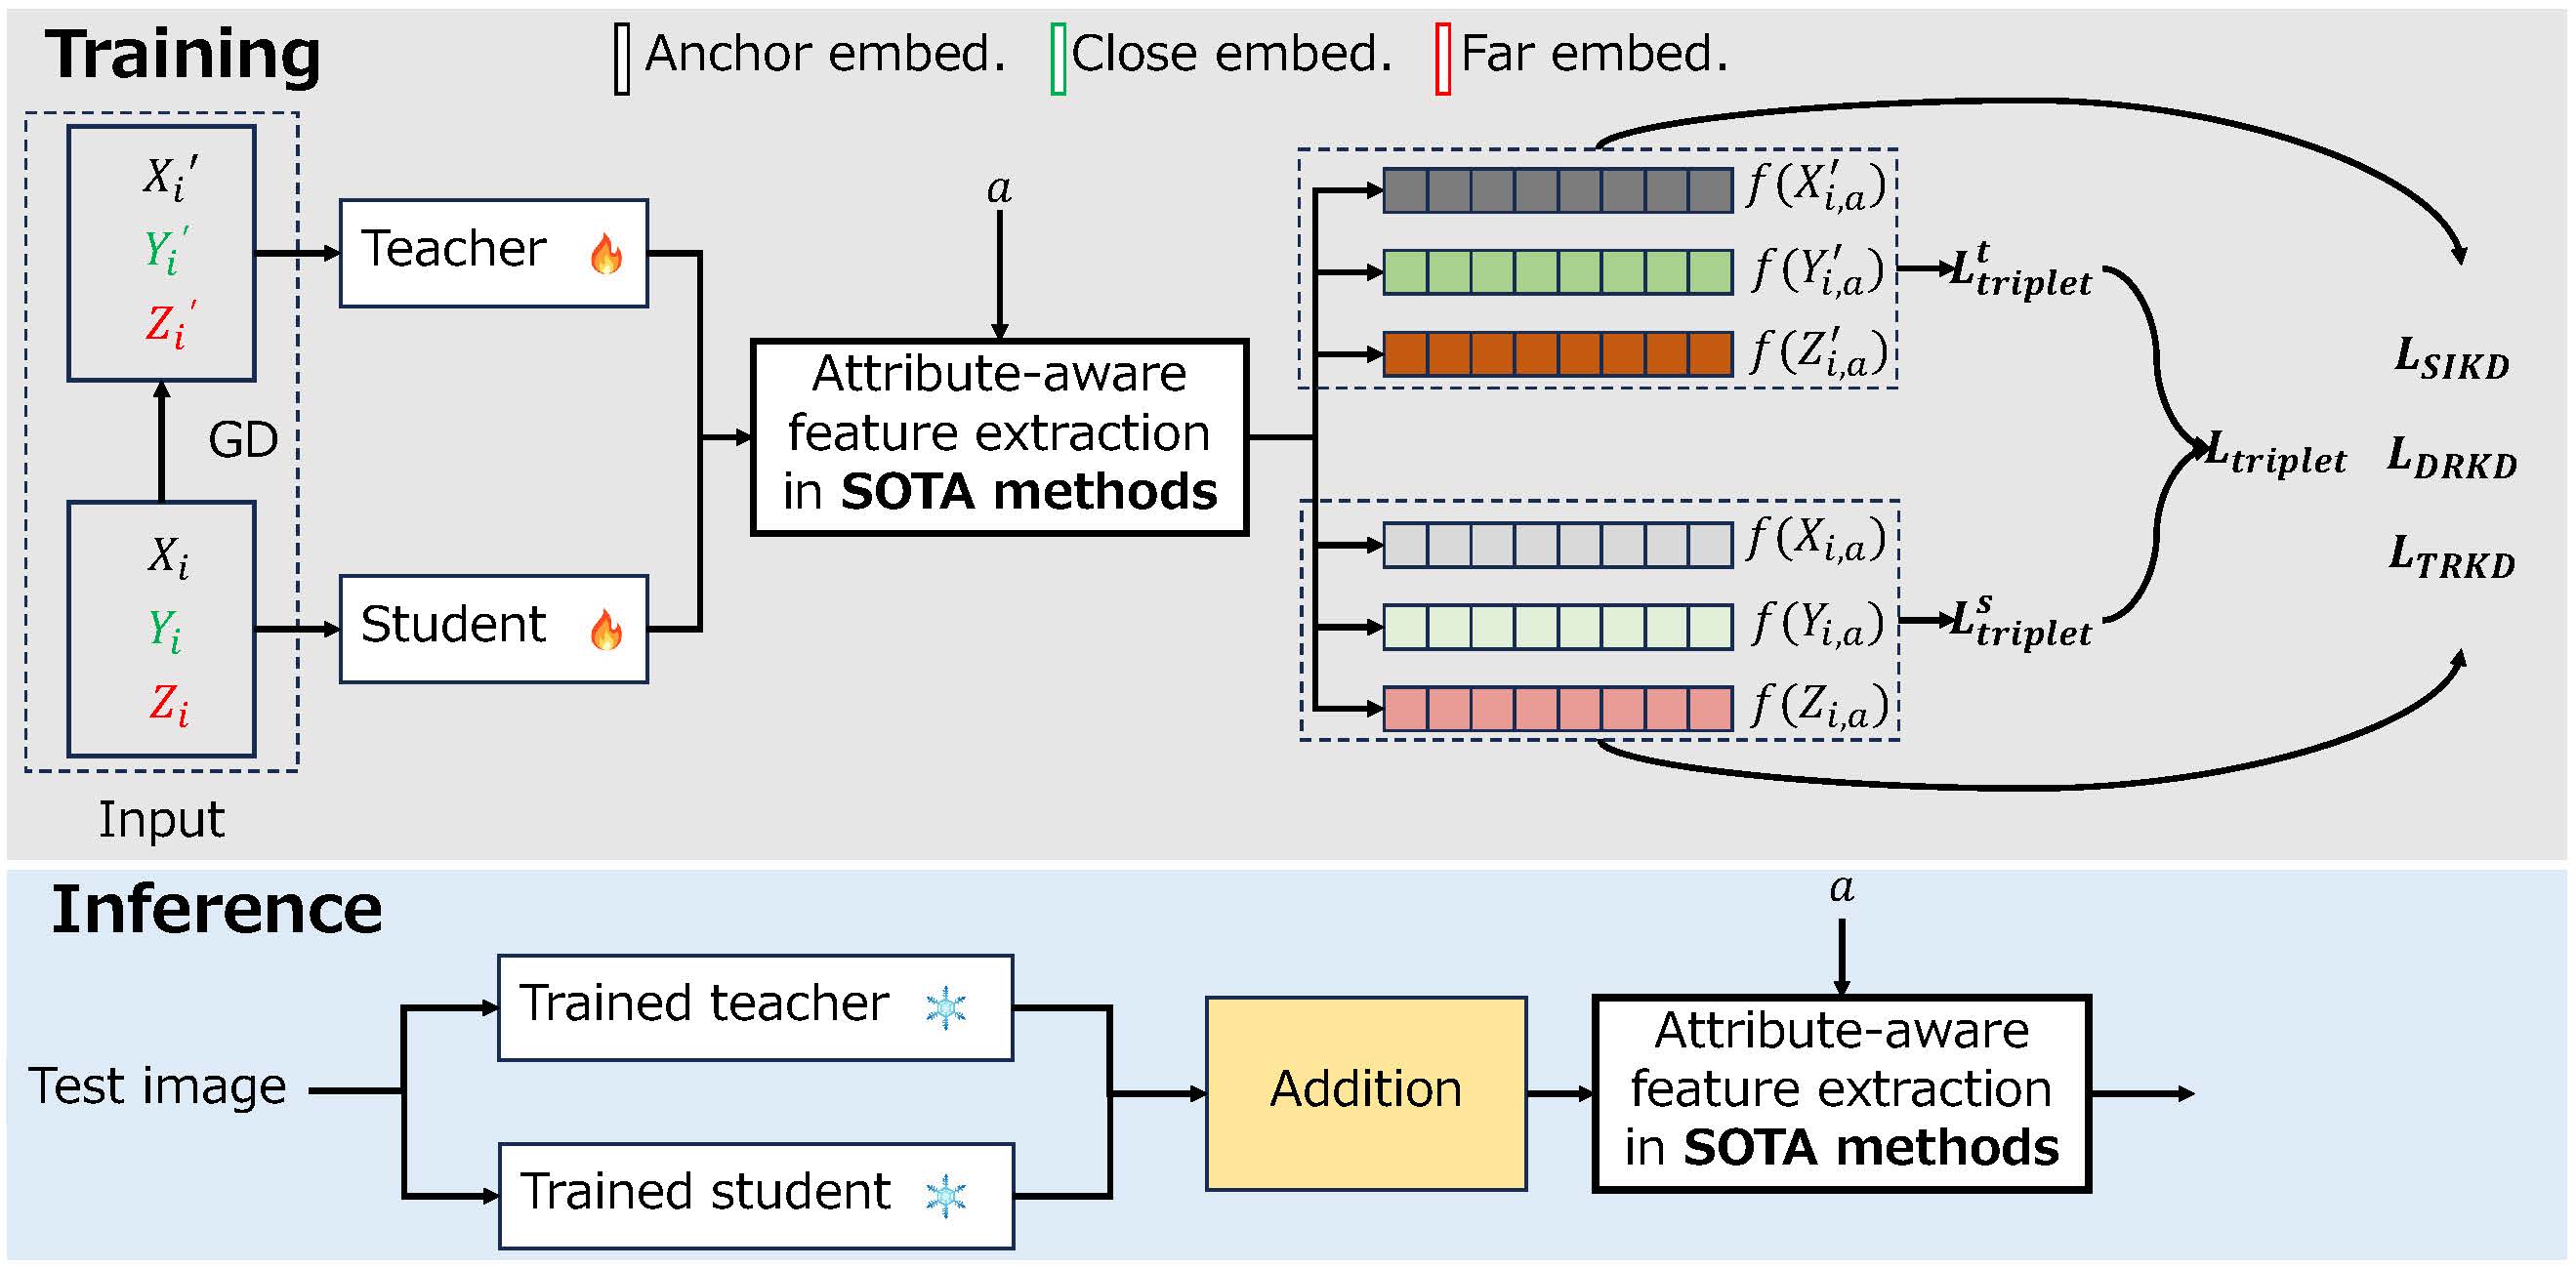 Training
Anchor embed.
Close embed.
Far embed.
X_i′
Y_i′
Z_i′
GD
X_i
Y_i
Z_i
Input
Teacher
Student
a
Attribute-aware
feature extraction
in SOTA methods
f(X′_{i,a})
f(Y′_{i,a})
f(Z′_{i,a})
f(X_{i,a})
f(Y_{i,a})
f(Z_{i,a})
L^t_{triplet}
L^s_{triplet}
L_{triplet}
L_{SIKD}
L_{DRKD}
L_{TRKD}
Inference
Test image
Trained teacher
Trained student
Addition
a
Attribute-aware
feature extraction
in SOTA methods